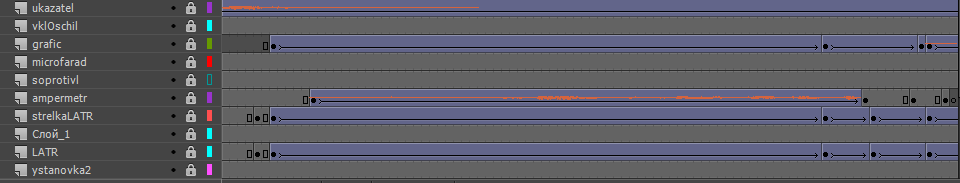 ukazatel
vklOschil
grafic
microfarad
soprotivl
ampermetr
strelkaLATR
Слой_1
LATR
ystanovka2